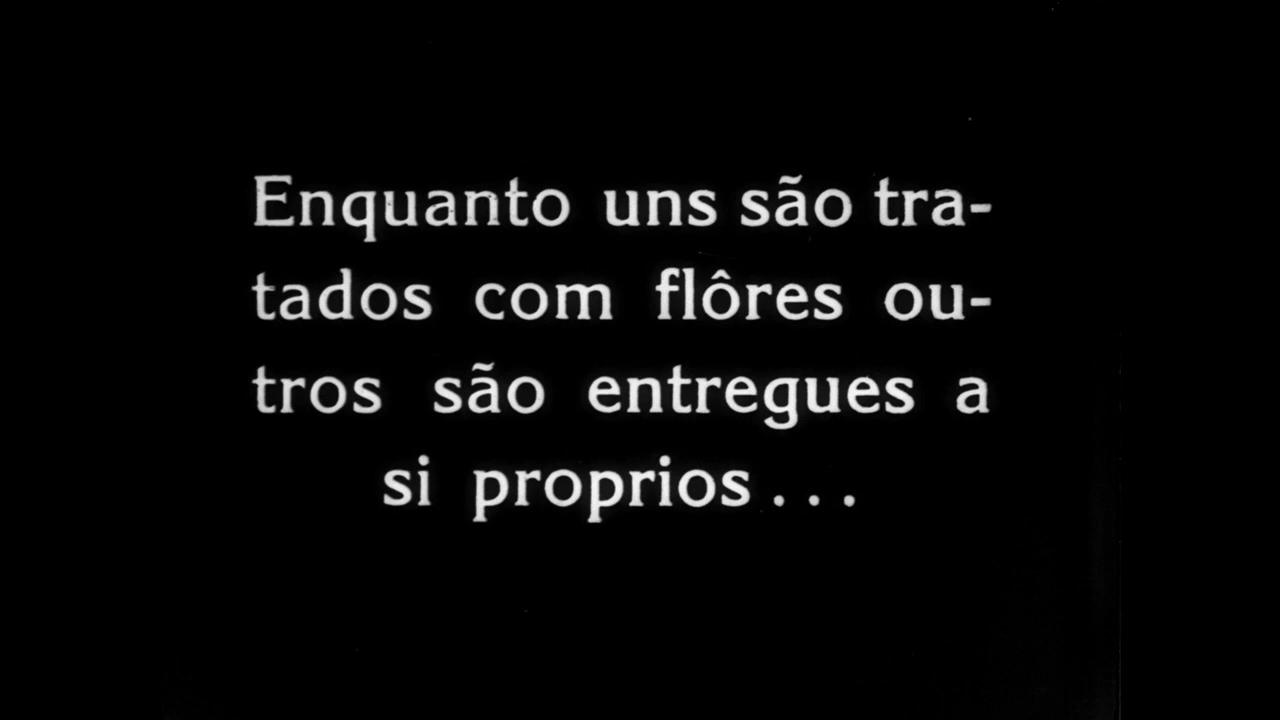 Enquanto uns são tra-
tados com flôres ou-
tros são entregues a
si proprios...